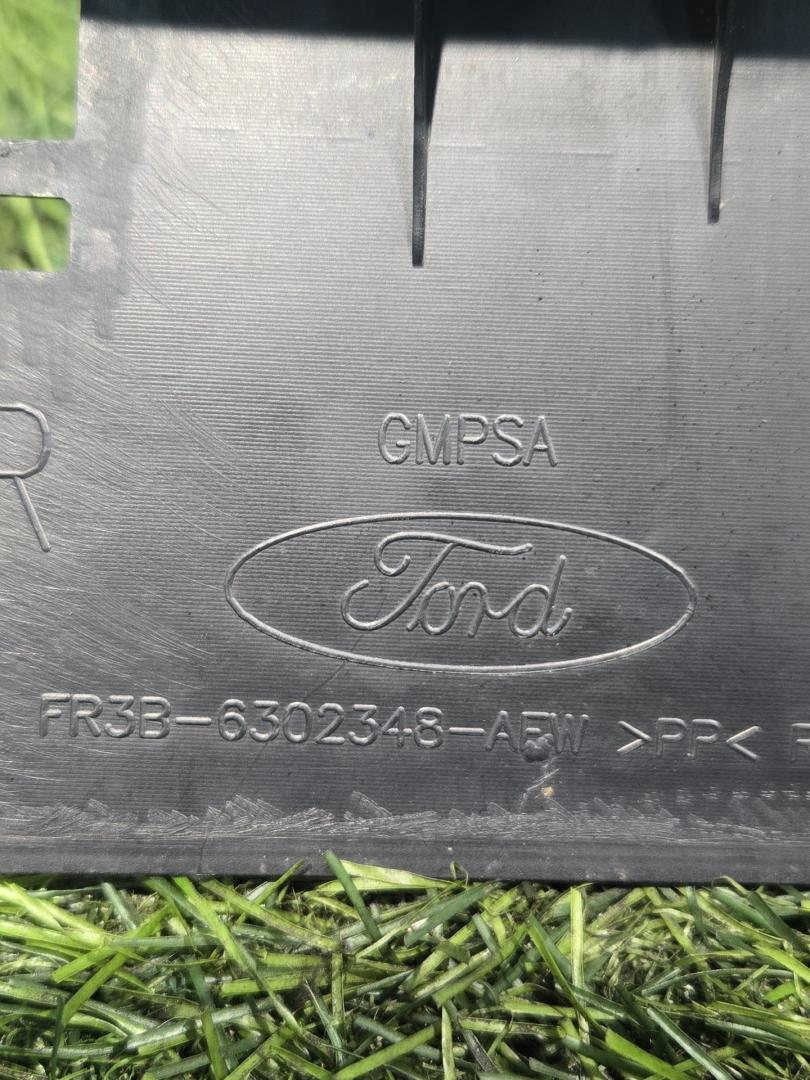 R
GMPSA
Ford
FR3B-6302348-AEW >PP<